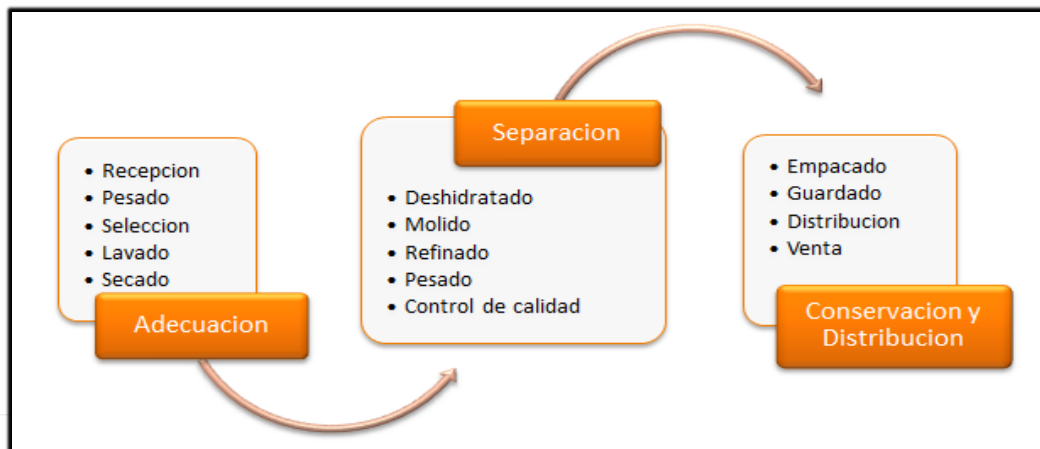 • Recepcion
• Pesado
• Seleccion
• Lavado
• Secado
Adecuacion
Separacion
• Deshidratado
• Molido
• Refinado
• Pesado
• Control de calidad
• Empacado
• Guardado
• Distribucion
• Venta
Conservacion y
Distribucion